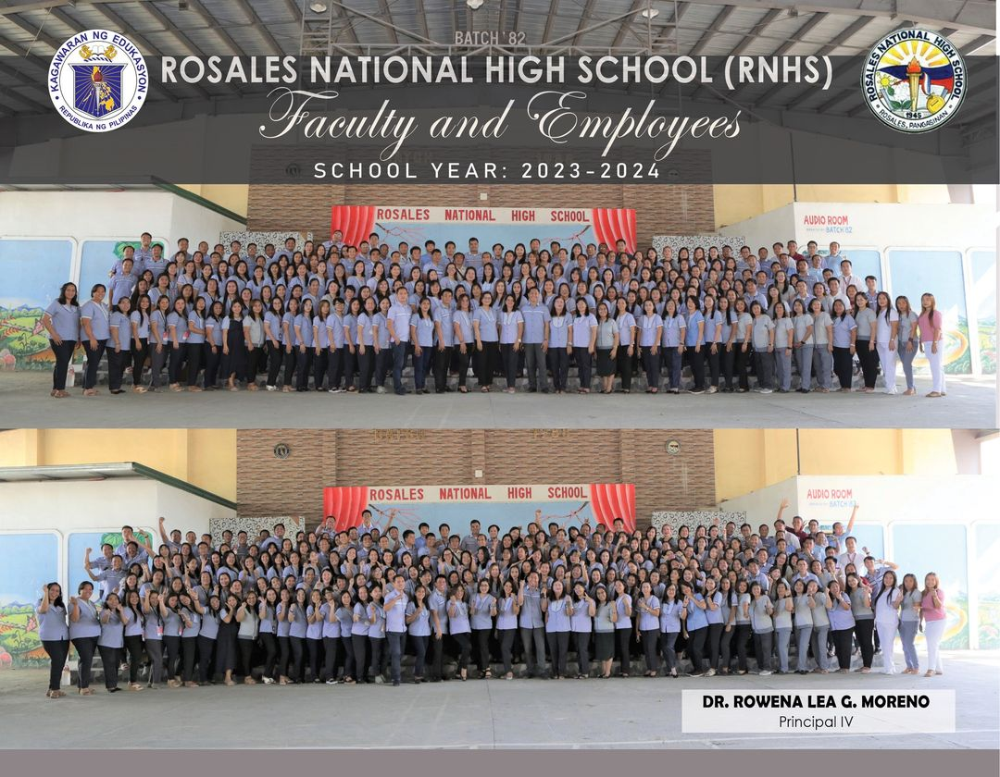 BATCH '82
KAGAWARAN NG EDUKASYON
REPUBLIKA NG PILIPINAS
ROSALES NATIONAL HIGH SCHOOL (RNHS)
ROSALES NATIONAL HIGH SCHOOL
1945
ROSALES, PANGASINAN
Faculty and Employees
SCHOOL YEAR: 2023-2024
ROSALES NATIONAL HIGH SCHOOL
AUDIO ROOM
BATCH 82
ROSALES NATIONAL HIGH SCHOOL
AUDIO ROOM
BATCH 82
DR. ROWENA LEA G. MORENO
Principal IV